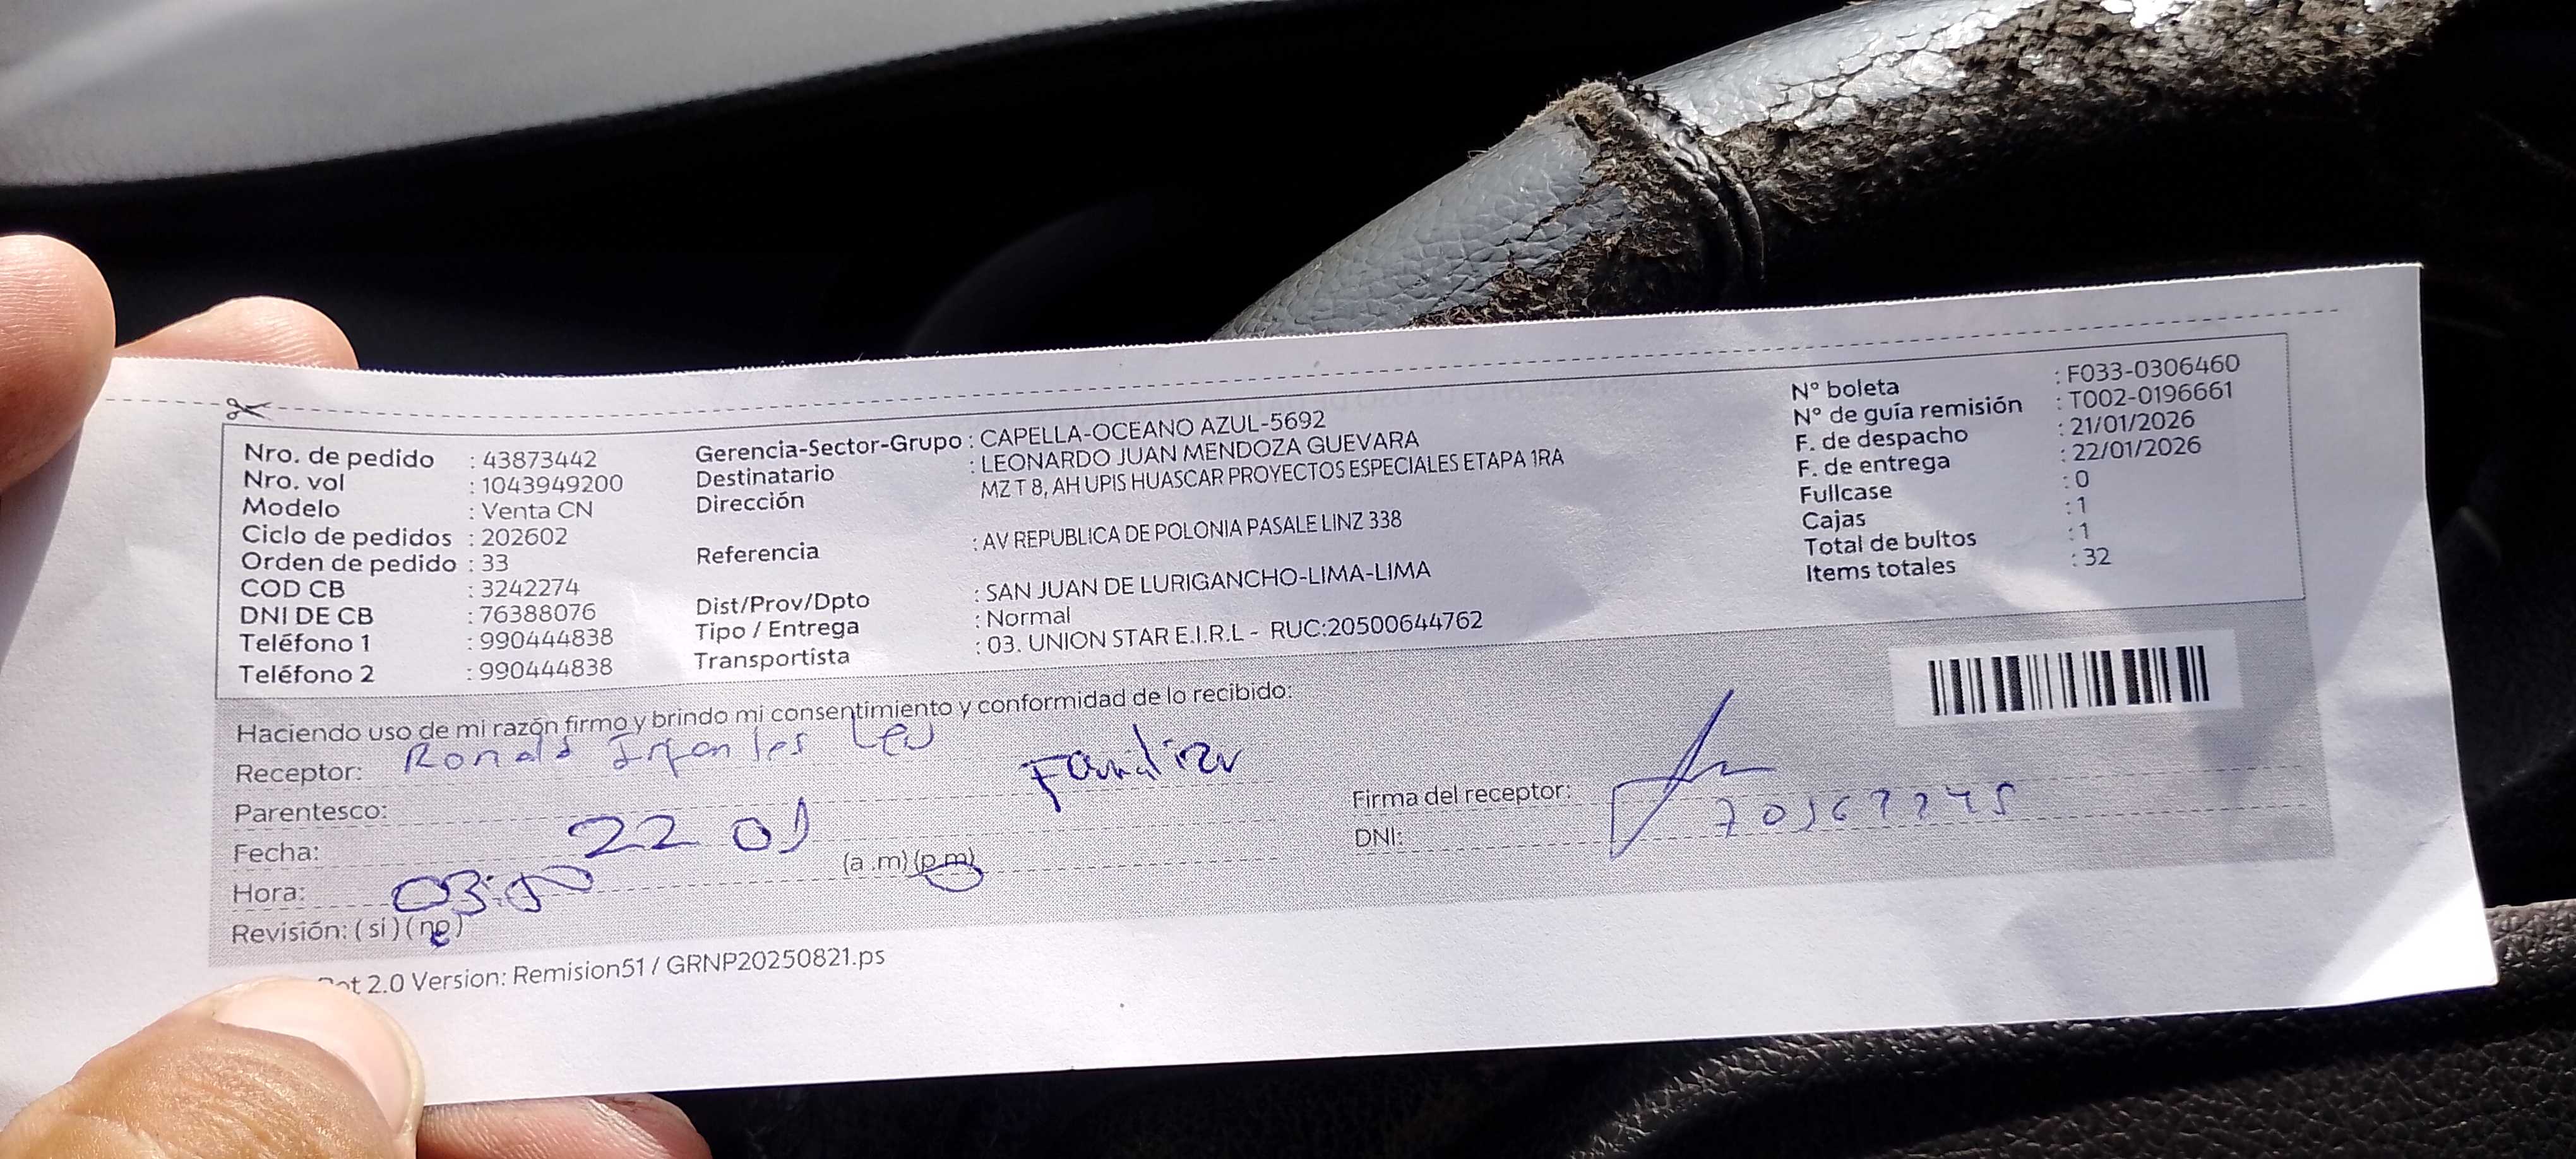 Nro. de pedido : 43873442
Nro. vol : 1043949200
Modelo : Venta CN
Ciclo de pedidos : 202602
Orden de pedido : 33
COD CB : 3242274
DNI DE CB : 76388076
Teléfono 1 : 990444838
Teléfono 2 : 990444838
Gerencia-Sector-Grupo : CAPELLA-OCEANO AZUL-5692
Destinatario : LEONARDO JUAN MENDOZA GUEVARA
Dirección MZ T 8, AH UPIS HUASCAR PROYECTOS ESPECIALES ETAPA 1RA
Referencia : AV REPUBLICA DE POLONIA PASALE LINZ 338
Dist/Prov/Dpto : SAN JUAN DE LURIGANCHO-LIMA-LIMA
Tipo / Entrega : Normal
Transportista : 03. UNION STAR E.I.R.L - RUC:20500644762
N° boleta : F033-0306460
N° de guía remisión : T002-0196661
F. de despacho : 21/01/2026
F. de entrega : 22/01/2026
Fullcase : 0
Cajas : 1
Total de bultos : 1
Items totales : 32
Haciendo uso de mi razón firmo y brindo mi consentimiento y conformidad de lo recibido:
Receptor: Ronald
Parentesco: Familiar
Fecha: 22 01
Hora: 03:00 (a .m) (p.m)
Revisión: (si) (no)
Firma del receptor:
DNI:
2.0 Version: Remision51 / GRNP20250821.ps